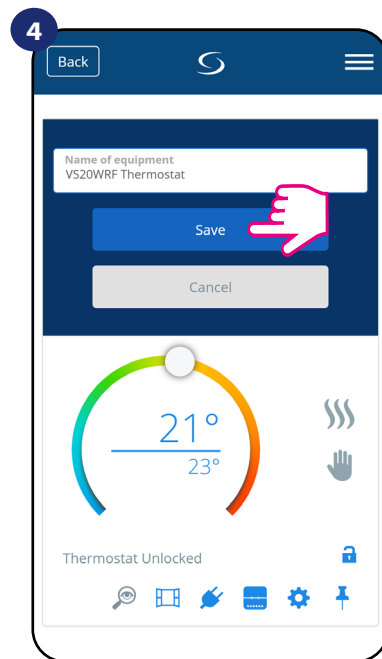 4
Back
Name of equipment
VS20WRF Thermostat
Save
Cancel
21°
23°
Thermostat Unlocked